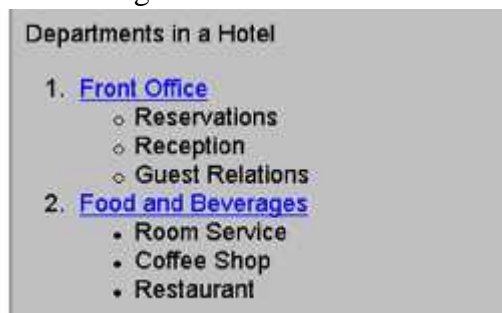 Departments in a Hotel
1. Front Office
○ Reservations
○ Reception
○ Guest Relations
2. Food and Beverages
• Room Service
• Coffee Shop
• Restaurant